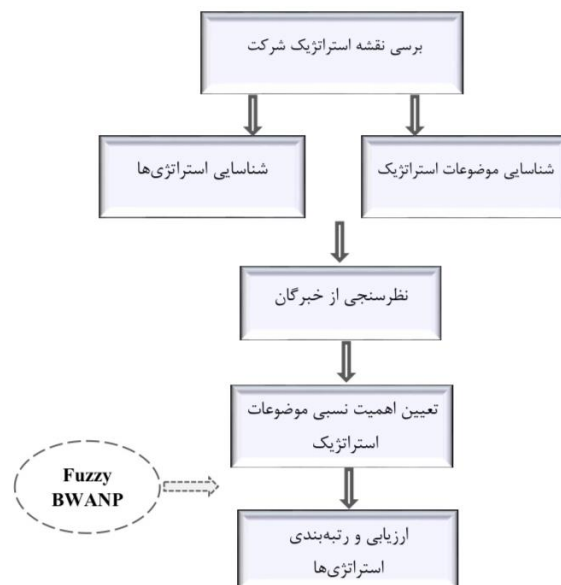 برسی نقشه استراتژیک شرکت
شناسایی موضوعات استراتژیک
شناسایی استراتژی‌ها
نظرسنجی از خبرگان
تعیین اهمیت نسبی موضوعات
استراتژیک
Fuzzy
BWANP
ارزیابی و رتبه‌بندی
استراتژی‌ها